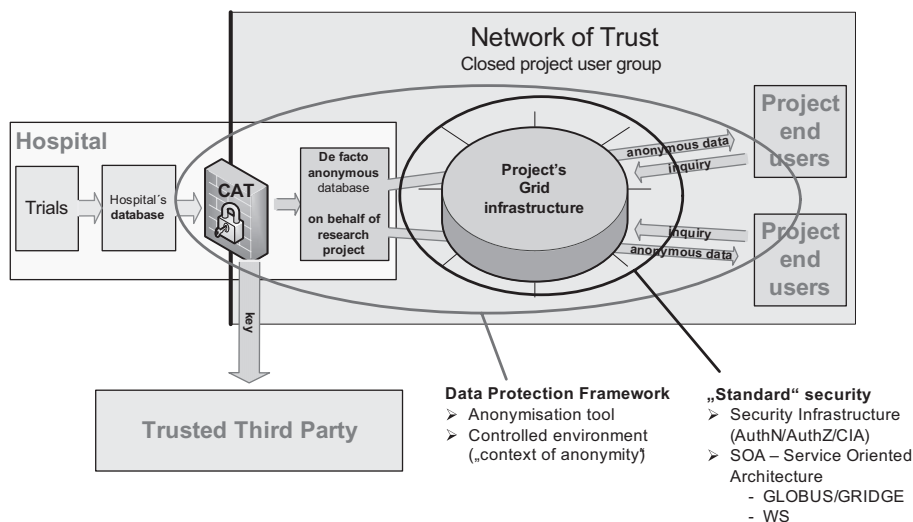 Network of Trust
Closed project user group
Hospital
Trials
Hospital´s
database
CAT
De facto
anonymous
database
on behalf of
research
project
Project's
Grid
infrastructure
anonymous data
inquiry
inquiry
anonymous data
Project
end
users
Project
end
users
key
Trusted Third Party
Data Protection Framework
➢ Anonymisation tool
➢ Controlled environment
(„context of anonymity“)
„Standard“ security
➢ Security Infrastructure
(AuthN/AuthZ/CIA)
➢ SOA – Service Oriented
Architecture
- GLOBUS/GRIDGE
- WS